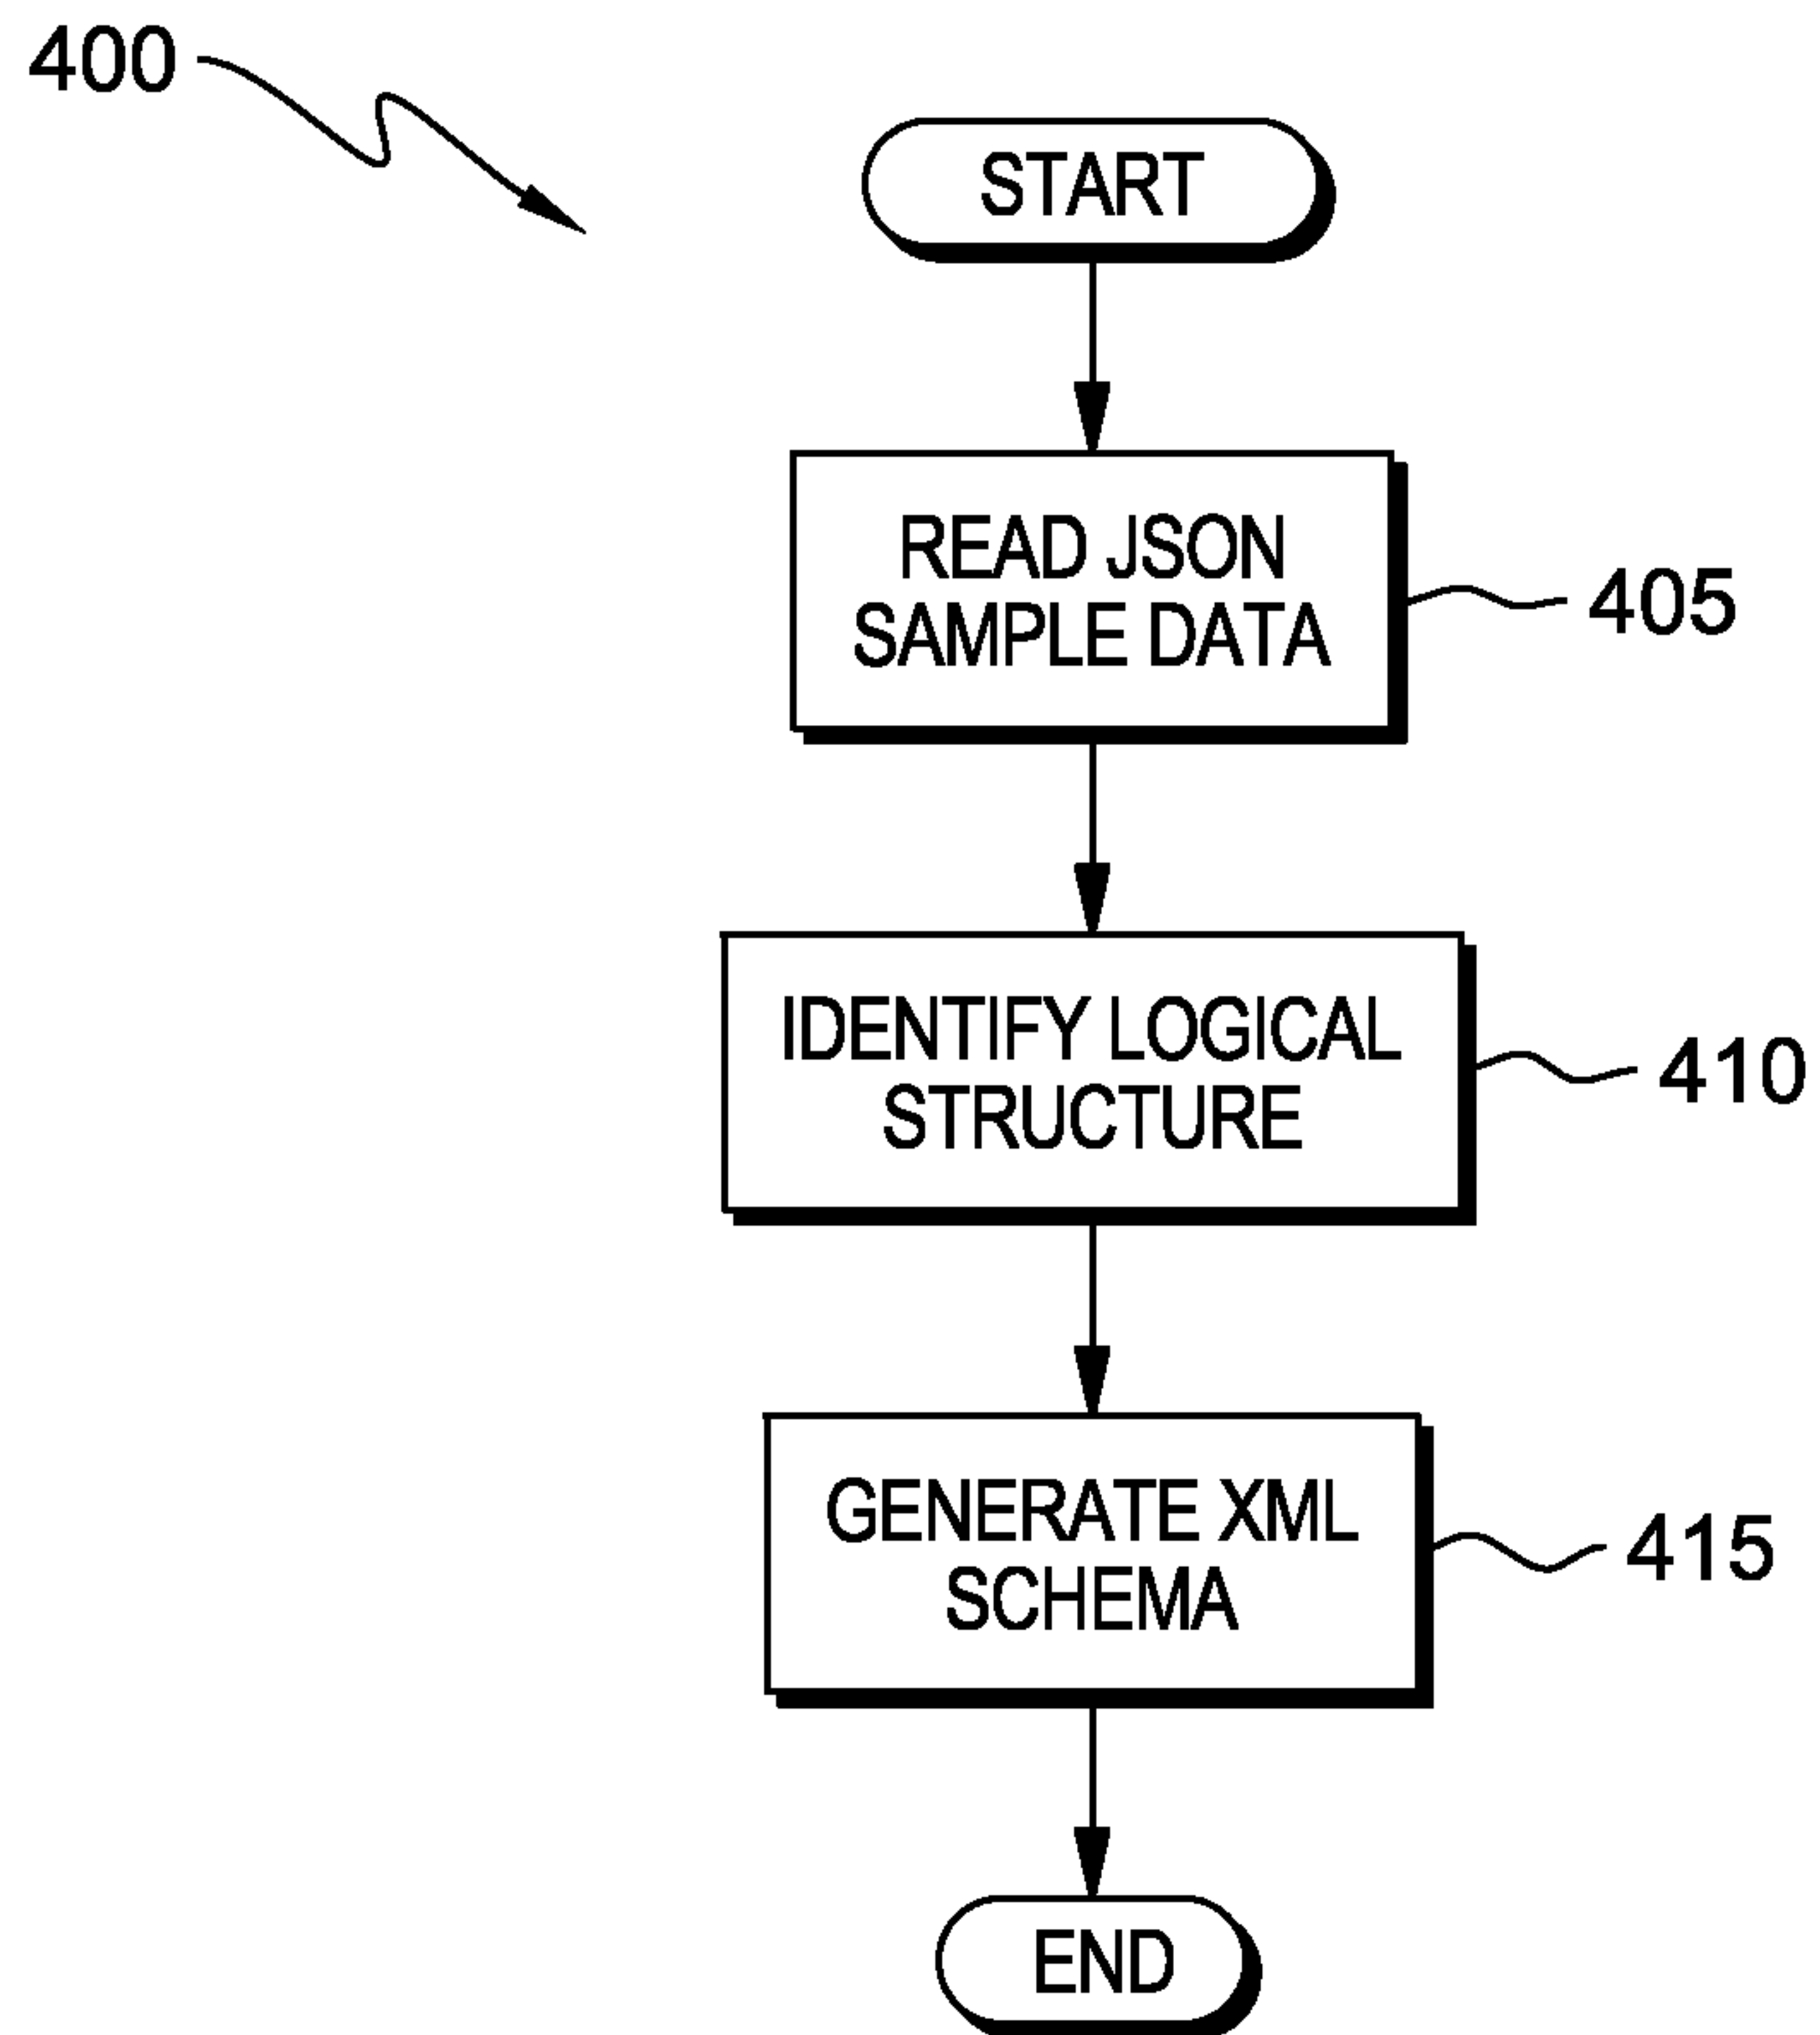 400
START
READ JSON
SAMPLE DATA
405
IDENTIFY LOGICAL
STRUCTURE
410
GENERATE XML
SCHEMA
415
END